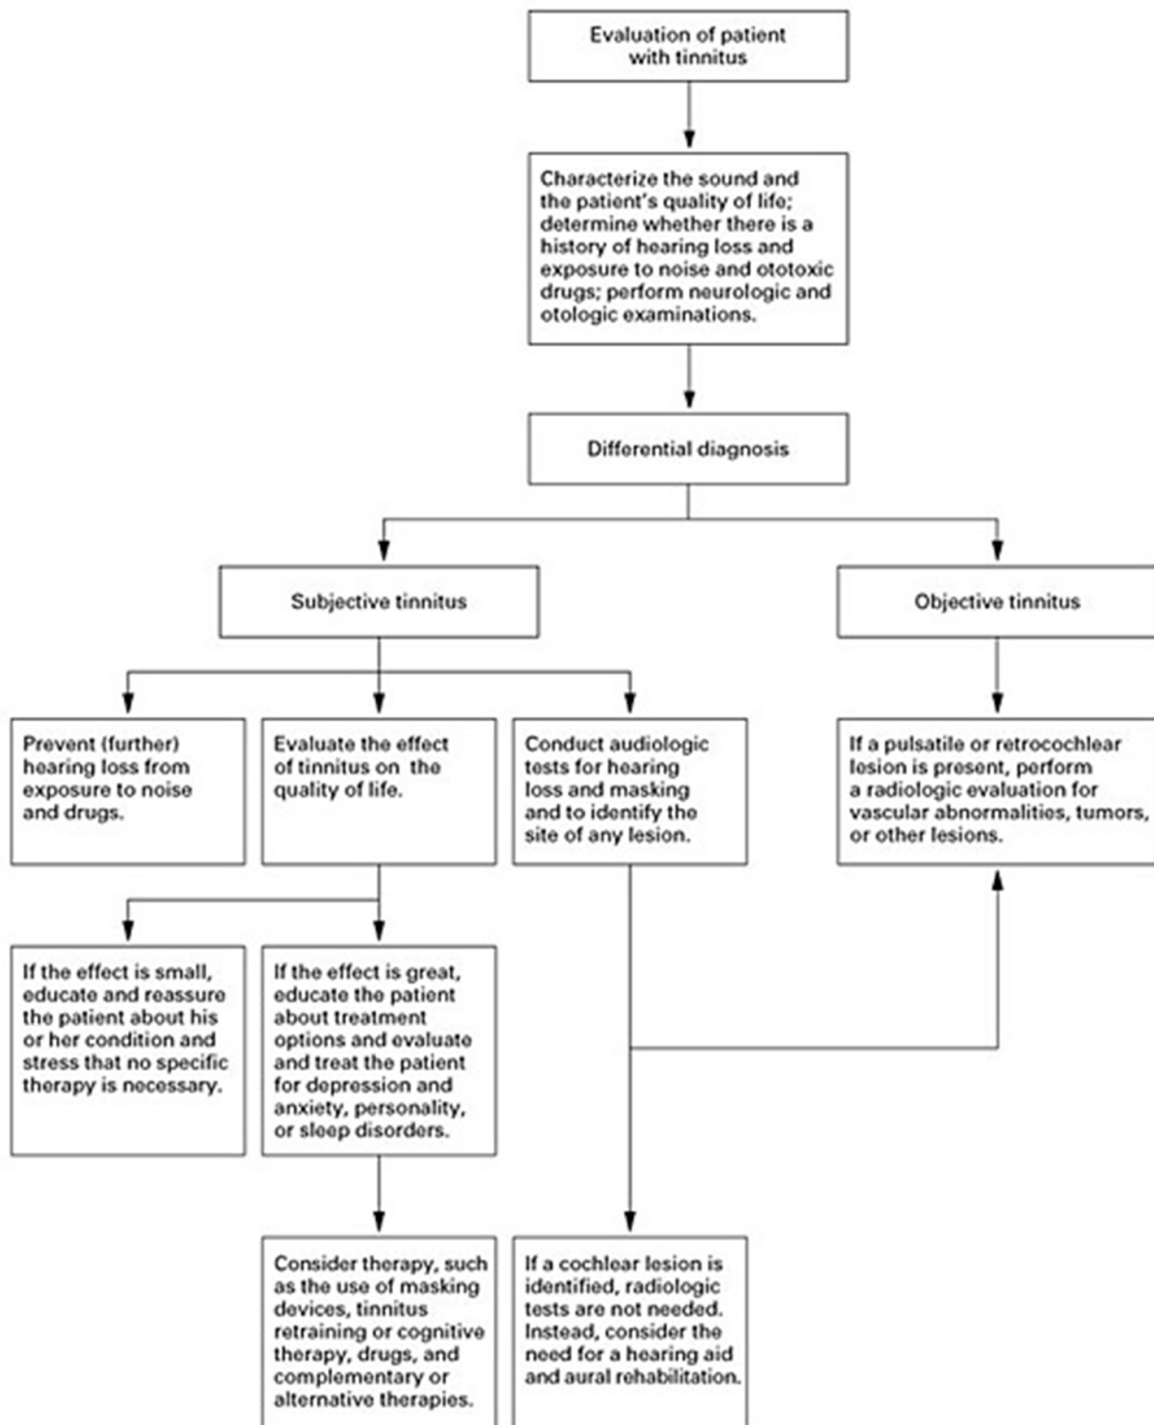 Evaluation of patient
with tinnitus
Characterize the sound and
the patient's quality of life;
determine whether there is a
history of hearing loss and
exposure to noise and ototoxic
drugs; perform neurologic and
otologic examinations.
Differential diagnosis
Subjective tinnitus
Objective tinnitus
Prevent (further)
hearing loss from
exposure to noise
and drugs.
Evaluate the effect
of tinnitus on the
quality of life.
Conduct audiologic
tests for hearing
loss and masking
and to identify the
site of any lesion.
If a pulsatile or retrocochlear
lesion is present, perform
a radiologic evaluation for
vascular abnormalities, tumors,
or other lesions.
If the effect is small,
educate and reassure
the patient about his
or her condition and
stress that no specific
therapy is necessary.
If the effect is great,
educate the patient
about treatment
options and evaluate
and treat the patient
for depression and
anxiety, personality,
or sleep disorders.
Consider therapy, such
as the use of masking
devices, tinnitus
retraining or cognitive
therapy, drugs, and
complementary or
alternative therapies.
If a cochlear lesion is
identified, radiologic
tests are not needed.
Instead, consider the
need for a hearing aid
and aural rehabilitation.